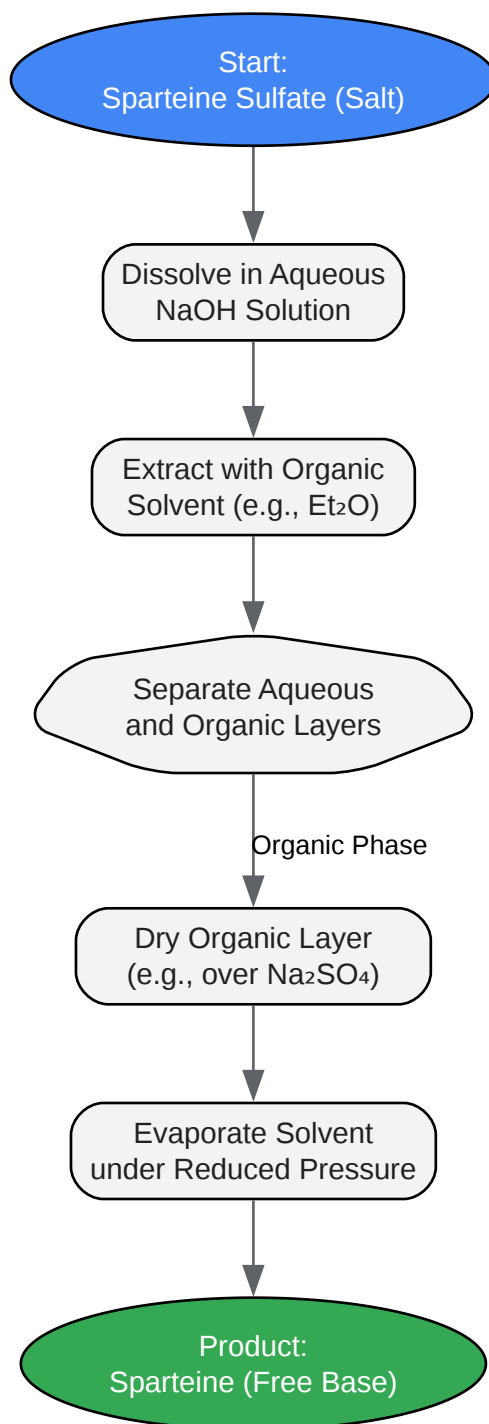 Start:
Sparteine Sulfate (Salt)
Dissolve in Aqueous
NaOH Solution
Extract with Organic
Solvent (e.g., Et₂O)
Separate Aqueous
and Organic Layers
Organic Phase
Dry Organic Layer
(e.g., over Na₂SO₄)
Evaporate Solvent
under Reduced Pressure
Product:
Sparteine (Free Base)